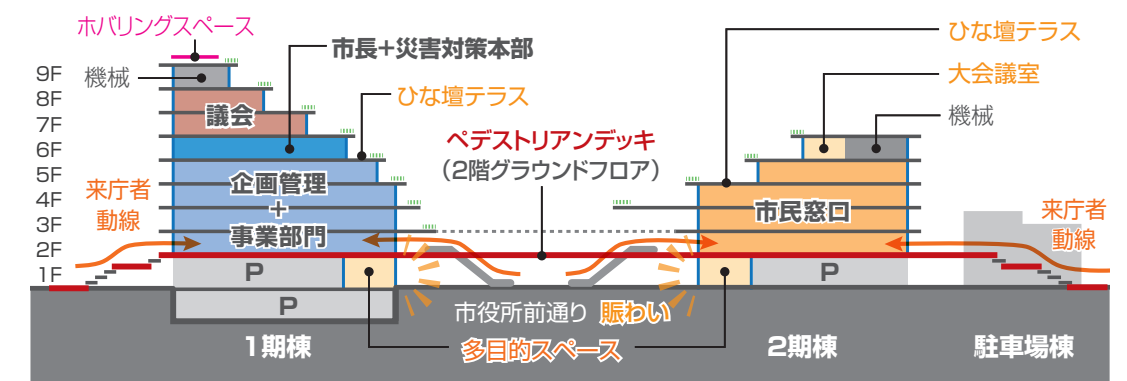 ホバリングスペース
市長+災害対策本部
ひな壇テラス
9F
機械
大会議室
8F
ひな壇テラス
議会
機械
7F
6F
ペデストリアンデッキ
(2階グラウンドフロア)
5F
来庁者
動線
企画管理
+
事業部門
4F
市民窓口
来庁者
動線
3F
2F
1F
P
P
P
市役所前通り 賑わい
1期棟
多目的スペース
2期棟
駐車場棟